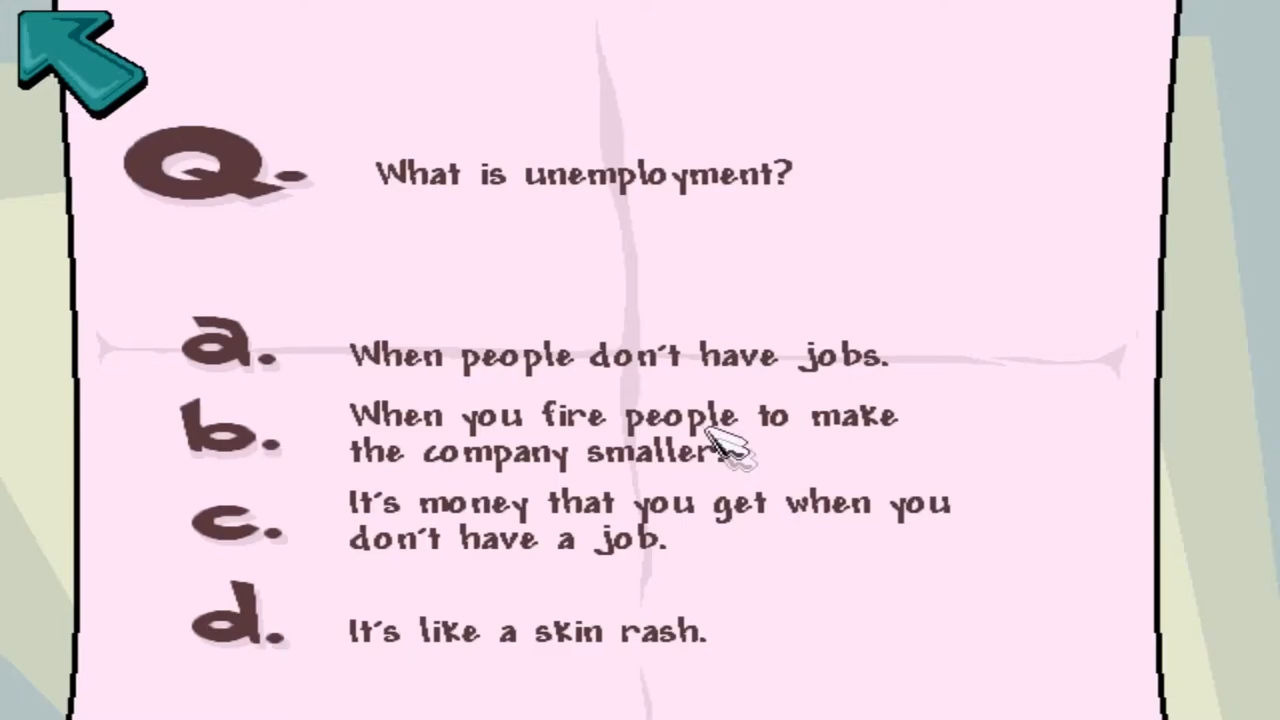 Q. What is unemployment?
a. When people don't have jobs.
b. When you fire people to make
the company smaller.
c. It's money that you get when you
don't have a job.
d. It's like a skin rash.